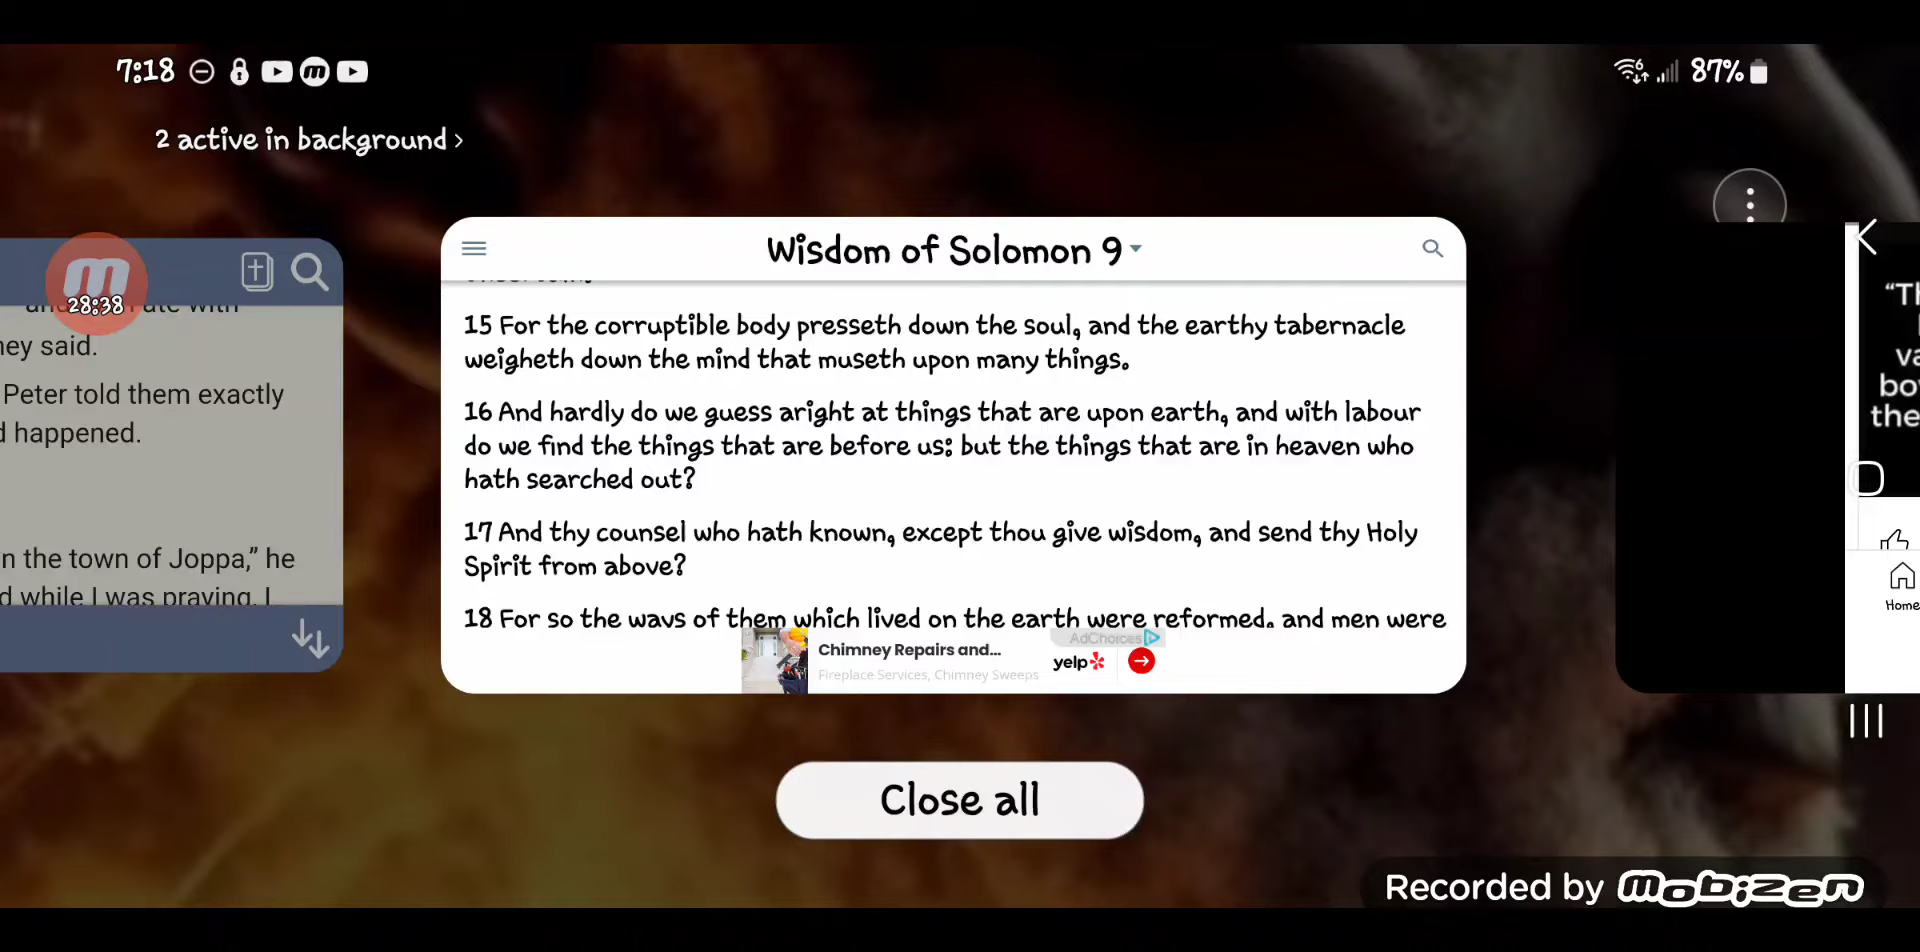 7:18
87%
2 active in background >
28:38
ney said.
Peter told them exactly
d happened.
n the town of Joppa,” he
d while I was praying, I
Wisdom of Solomon 9
15 For the corruptible body presseth down the soul, and the earthy tabernacle
weigheth down the mind that museth upon many things.
16 And hardly do we guess aright at things that are upon earth, and with labour
do we find the things that are before us: but the things that are in heaven who
hath searched out?
17 And thy counsel who hath known, except thou give wisdom, and send thy Holy
Spirit from above?
18 For so the ways of them which lived on the earth were reformed, and men were
Chimney Repairs and...
Fireplace Services, Chimney Sweeps
AdChoices
yelp
“Th
va
bo
the
Home
Close all
Recorded by mobizen